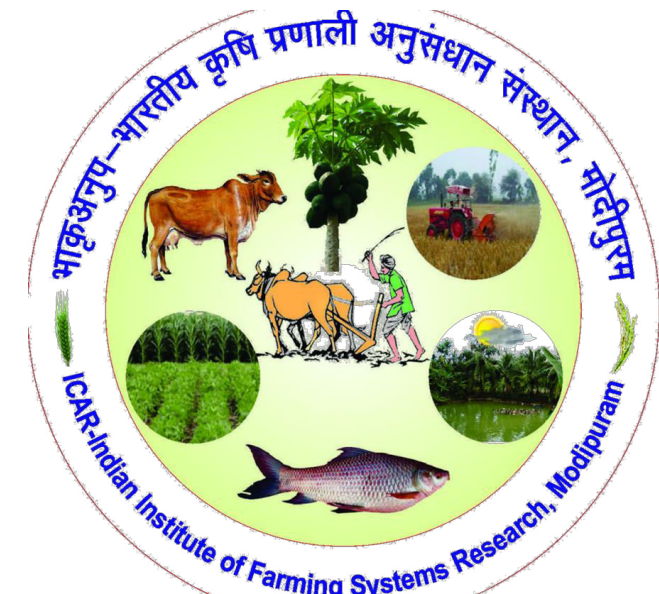 भाकृअनुप–भारतीय कृषि प्रणाली अनुसंधान संस्थान, मोदीपुरम
ICAR-Indian Institute of Farming Systems Research, Modipuram